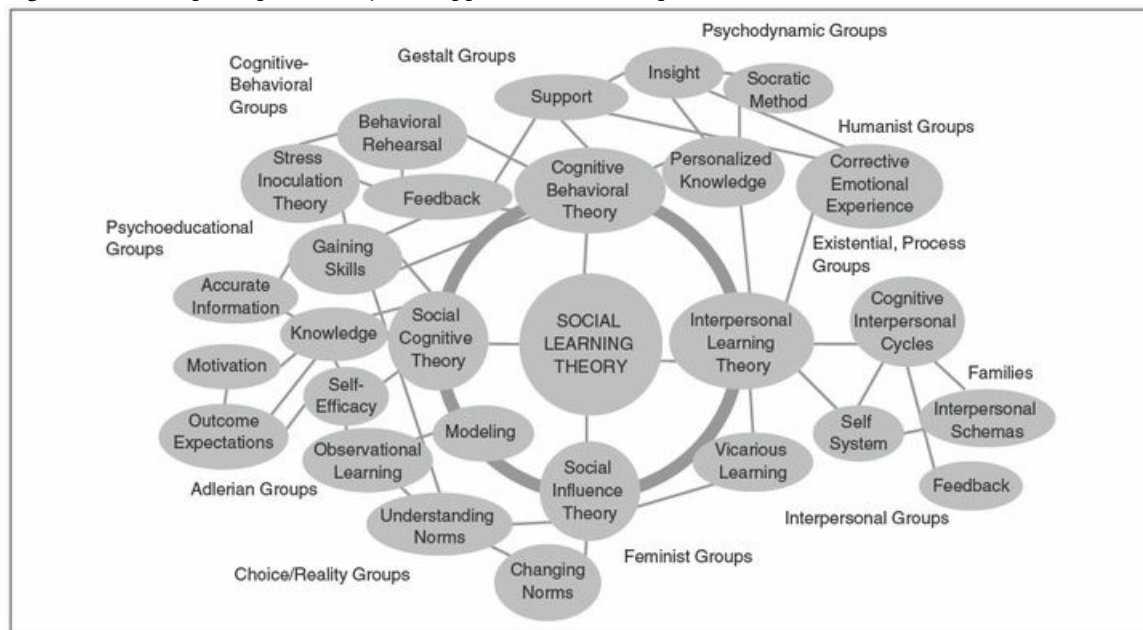 Psychodynamic Groups
Gestalt Groups
Cognitive-
Behavioral
Groups
Insight
Socratic
Method
Support
Behavioral
Rehearsal
Humanist Groups
Stress
Inoculation
Theory
Feedback
Cognitive
Behavioral
Theory
Personalized
Knowledge
Corrective
Emotional
Experience
Psychoeducational
Groups
Gaining
Skills
Existential, Process
Groups
Accurate
Information
Knowledge
Social
Cognitive
Theory
SOCIAL
LEARNING
THEORY
Interpersonal
Learning
Theory
Cognitive
Interpersonal
Cycles
Motivation
Self-
Efficacy
Families
Outcome
Expectations
Modeling
Self
System
Interpersonal
Schemas
Observational
Learning
Vicarious
Learning
Adlerian Groups
Social
Influence
Theory
Feedback
Understanding
Norms
Interpersonal Groups
Choice/Reality Groups
Changing
Norms
Feminist Groups